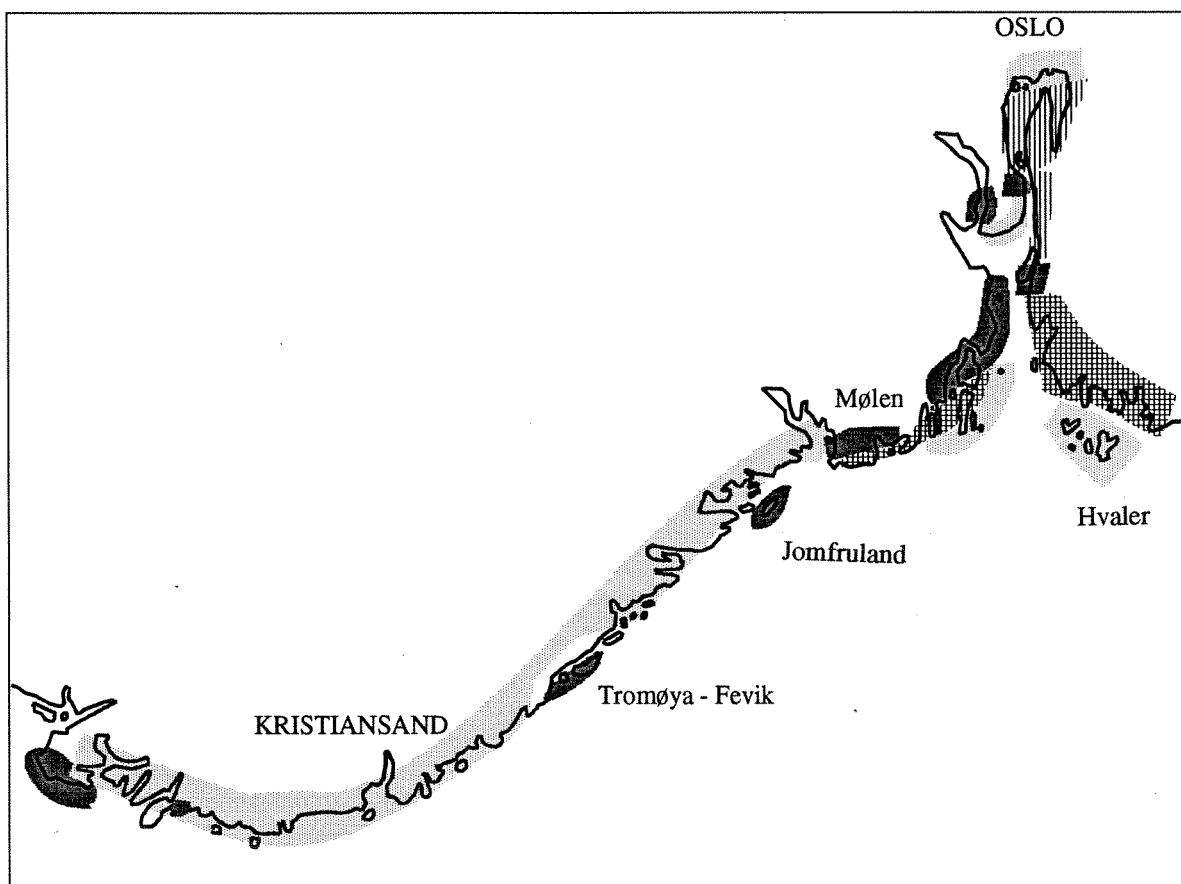 OSLO
Mølen
Hvaler
Jomfruland
Tromøya - Fevik
KRISTIANSAND